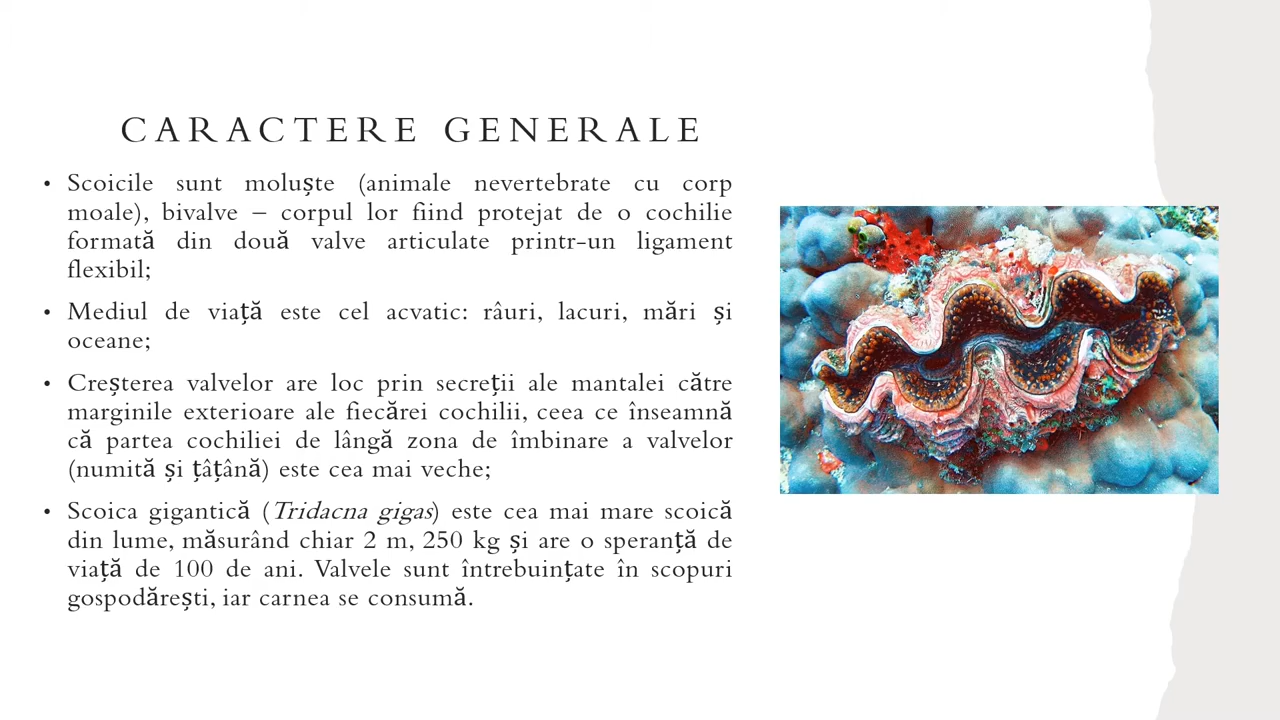 CARACTERE GENERALE
• Scoicile sunt moluște (animale nevertebrate cu corp
moale), bivalve – corpul lor fiind protejat de o cochilie
formată din două valve articulate printr-un ligament
flexibil;
• Mediul de viață este cel acvatic: râuri, lacuri, mări și
oceane;
• Creșterea valvelor are loc prin secreții ale mantalei către
marginile exterioare ale fiecărei cochilii, ceea ce înseamnă
că partea cochiliei de lângă zona de îmbinare a valvelor
(numită și țâțână) este cea mai veche;
• Scoica gigantică (Tridacna gigas) este cea mai mare scoică
din lume, măsurând chiar 2 m, 250 kg și are o speranță de
viață de 100 de ani. Valvele sunt întrebuințate în scopuri
gospodărești, iar carnea se consumă.